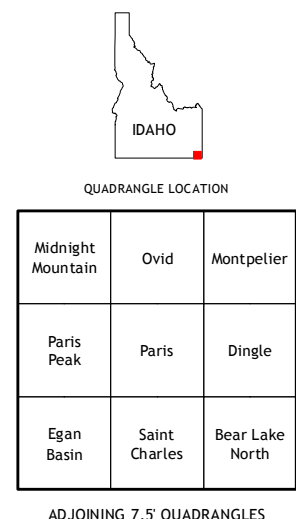 IDAHO
QUADRANGLE LOCATION
Midnight
Mountain
Ovid
Montpelier
Paris
Peak
Paris
Dingle
Egan
Basin
Saint
Charles
Bear Lake
North
ADJOINING 7.5' QUADRANGLES